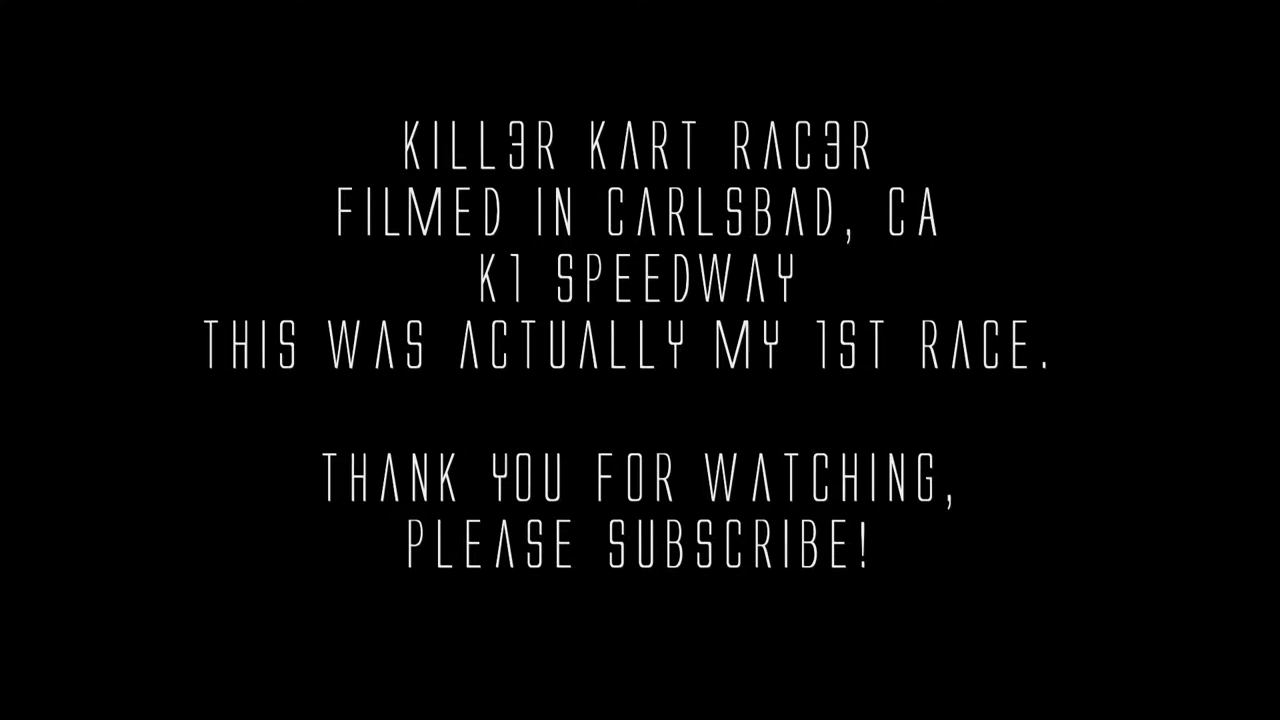 KILL3R KART RAC3R
FILMED IN CARLSBAD, CA
K1 SPEEDWAY
THIS WAS ACTUALLY MY 1ST RACE.
THANK YOU FOR WATCHING,
PLEASE SUBSCRIBE!